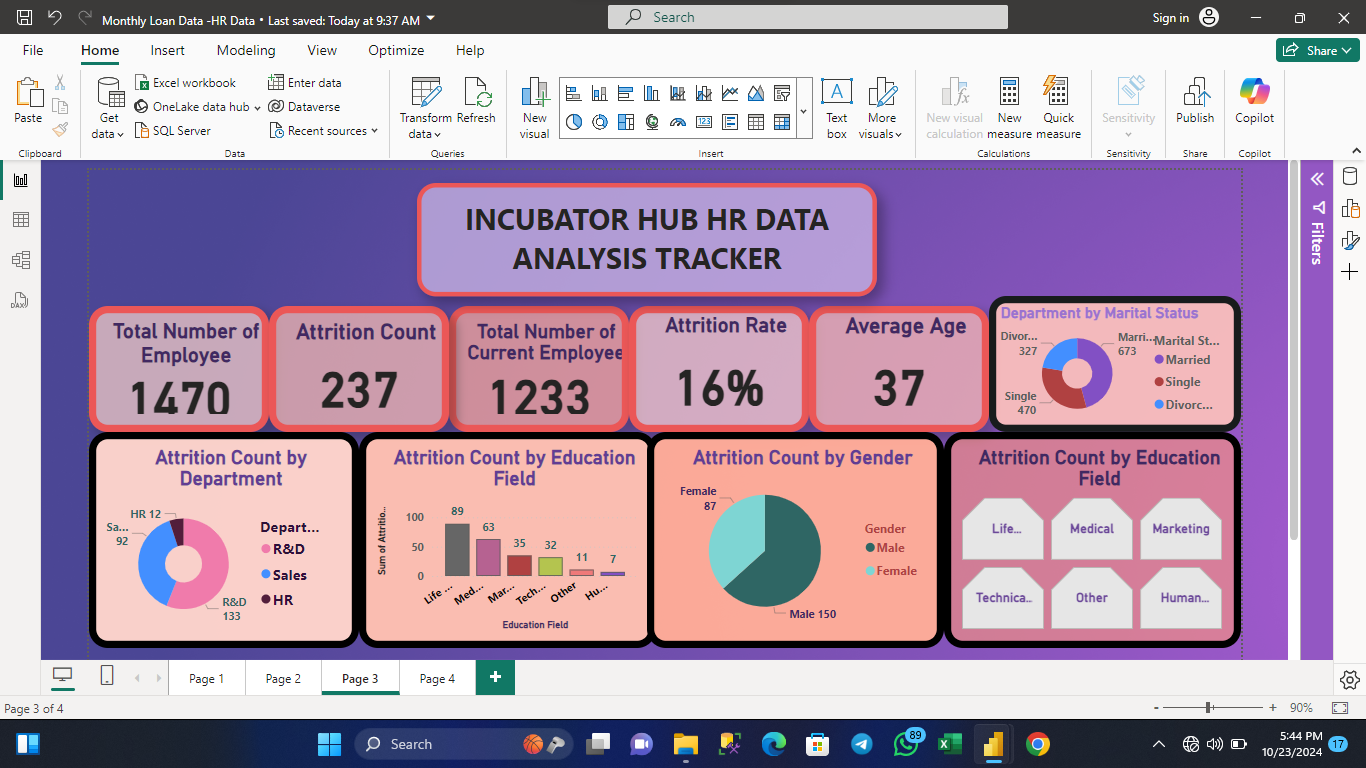 Monthly Loan Data -HR Data • Last saved: Today at 9:37 AM
Search
Sign in
File
Home
Insert
Modeling
View
Optimize
Help
Share
Paste
Get data
Excel workbook
OneLake data hub
SQL Server
Enter data
Dataverse
Recent sources
Transform data
Refresh
New visual
123
A
Text box
More visuals
New visual calculation
New measure
Quick measure
Sensitivity
Publish
Copilot
Clipboard
Data
Queries
Insert
Calculations
Sensitivity
Share
Copilot
DAX
INCUBATOR HUB HR DATA
ANALYSIS TRACKER
Total Number of
Employee
1470
Attrition Count
237
Total Number of
Current Employee
1233
Attrition Rate
16%
Average Age
37
Department by Marital Status
Divor...
327
Marri...
673
Single
470
Marital St...
Married
Single
Divorc...
Filters
Attrition Count by
Department
HR 12
Sa...
92
R&D
133
Depart...
R&D
Sales
HR
Attrition Count by Education
Field
Sum of Attritio...
100
50
0
89
63
35
32
11
7
Life ...
Med...
Mar...
Tech...
Other
Hu...
Education Field
Attrition Count by Gender
Female
87
Male 150
Gender
Male
Female
Attrition Count by Education
Field
Life...
Medical
Marketing
Technica...
Other
Human...
Page 1
Page 2
Page 3
Page 4
+
Page 3 of 4
- + 90%
Search
89
5:44 PM
10/23/2024
17